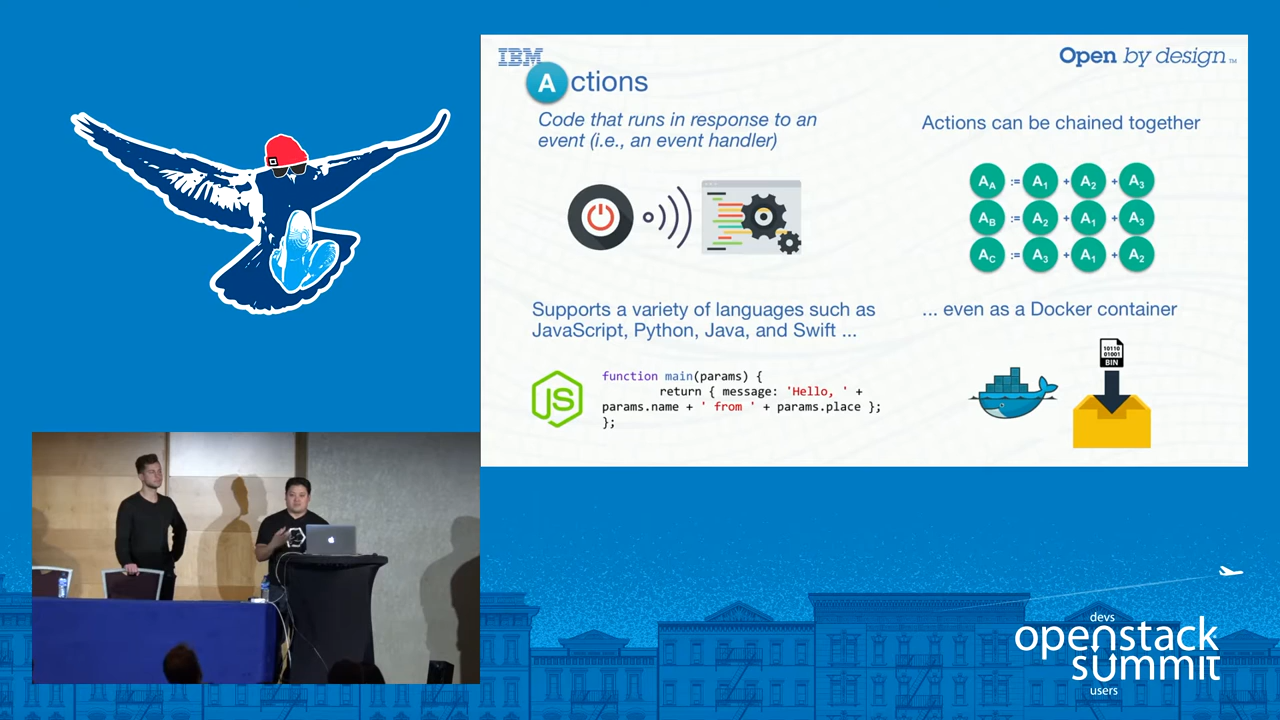 IBM
Open by design™
Actions
Code that runs in response to an
event (i.e., an event handler)
Actions can be chained together
AA := A1 + A2 + A3
AB := A2 + A1 + A3
AC := A3 + A1 + A2
Supports a variety of languages such as
JavaScript, Python, Java, and Swift ...
JS
function main(params) {
return { message: 'Hello, ' +
params.name + ' from ' + params.place };
};
... even as a Docker container
10110
01001
BIN
devs
openstack
summit
users